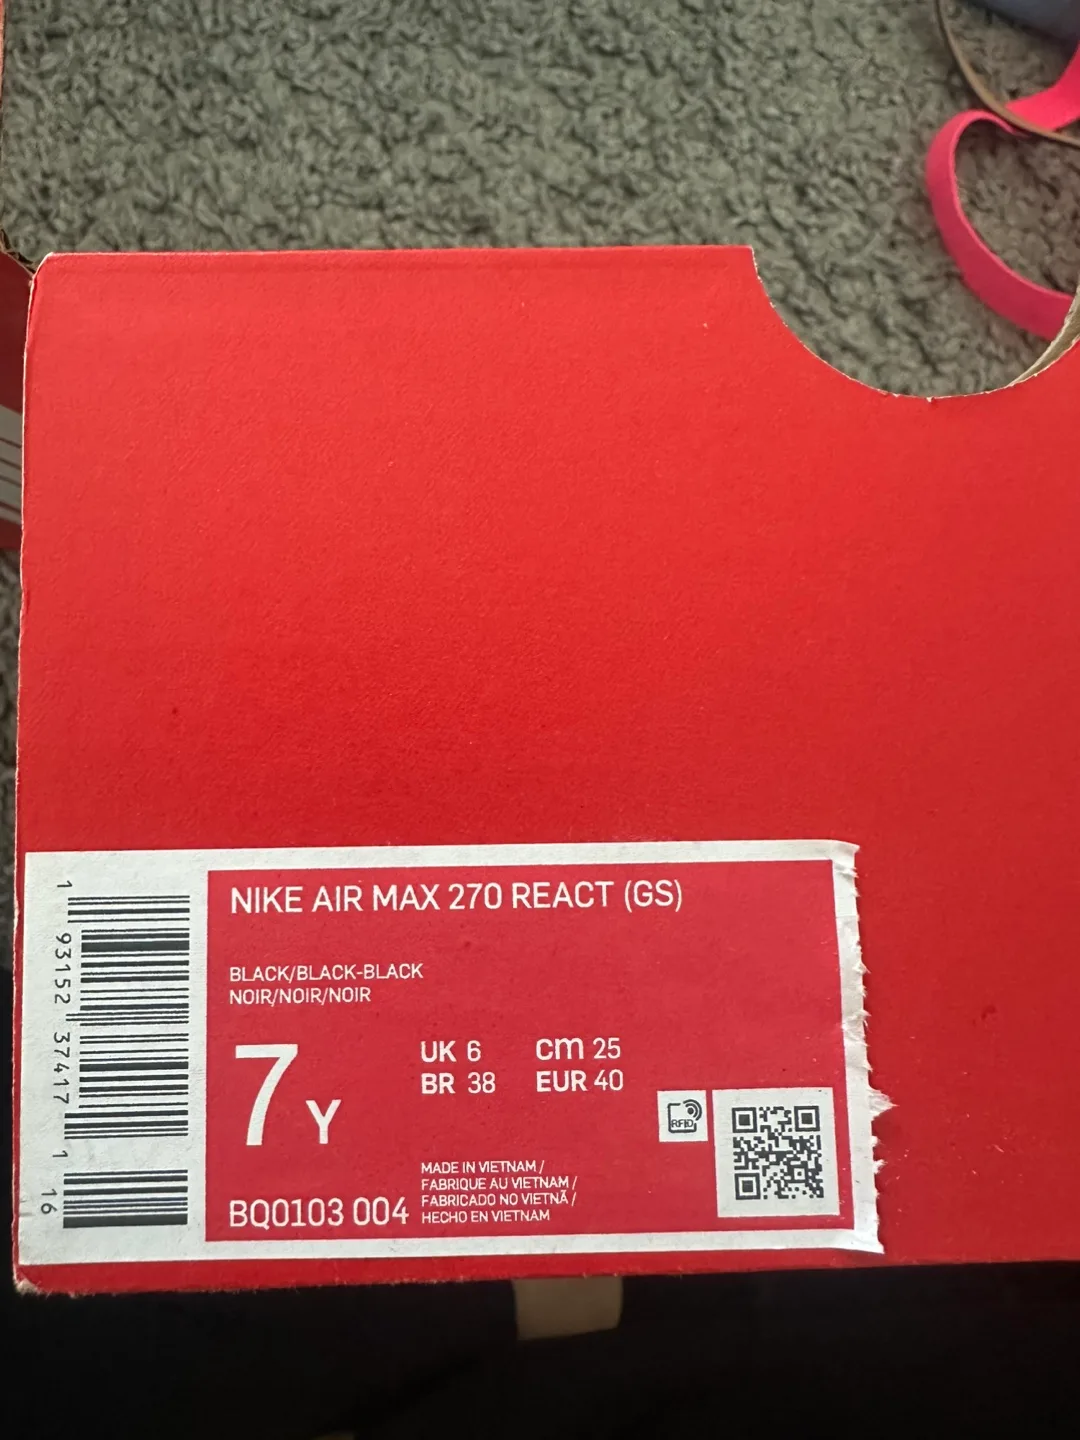 NIKE AIR MAX 270 REACT (GS)
BLACK/BLACK-BLACK
NOIR/NOIR/NOIR
7Y
UK 6 cm 25
BR 38 EUR 40
RFID
MADE IN VIETNAM /
FABRIQUE AU VIETNAM /
FABRICADO NO VIETNÃ /
HECHO EN VIETNAM
BQ0103 004
1 93152 37417 1 16